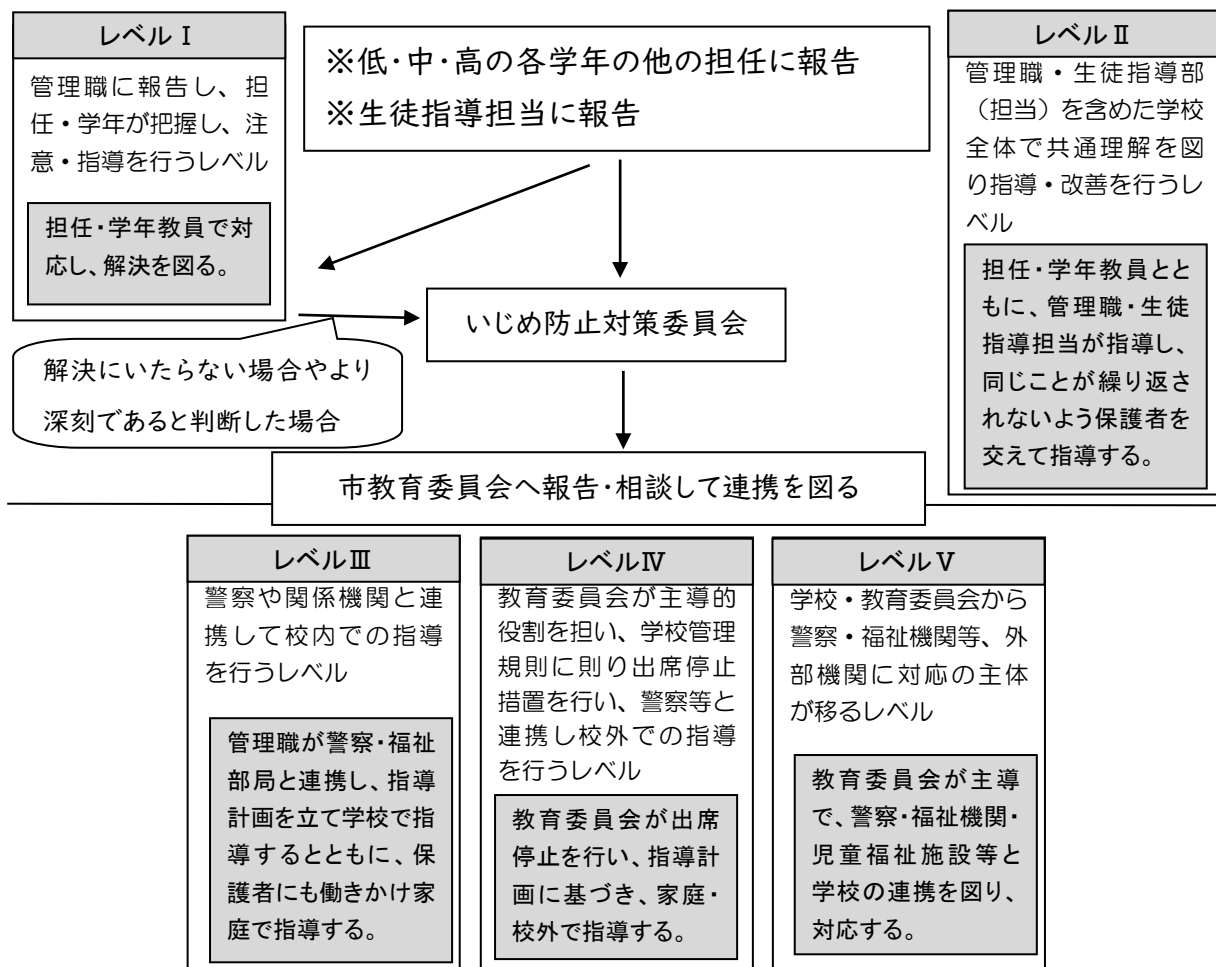 レベルⅠ
管理職に報告し、担
任・学年が把握し、注
意・指導を行うレベル
担任・学年教員で対
応し、解決を図る。
※低・中・高の各学年の他の担任に報告
※生徒指導担当に報告
レベルⅡ
管理職・生徒指導部
（担当）を含めた学校
全体で共通理解を図
り指導・改善を行うレ
ベル
担任・学年教員とと
もに、管理職・生徒
指導担当が指導し、
同じことが繰り返さ
れないよう保護者を
交えて指導する。
いじめ防止対策委員会
解決にいたらない場合やより
深刻であると判断した場合
市教育委員会へ報告・相談して連携を図る
レベルⅢ
警察や関係機関と連
携して校内での指導
を行うレベル
管理職が警察・福祉
部局と連携し、指導
計画を立て学校で指
導するとともに、保
護者にも働きかけ家
庭で指導する。
レベルⅣ
教育委員会が主導的
役割を担い、学校管理
規則に則り出席停止
措置を行い、警察等と
連携し校外での指導
を行うレベル
教育委員会が出席
停止を行い、指導計
画に基づき、家庭・
校外で指導する。
レベルⅤ
学校・教育委員会から
警察・福祉機関等、外
部機関に対応の主体
が移るレベル
教育委員会が主導
で、警察・福祉機関・
児童福祉施設等と
学校の連携を図り、
対応する。